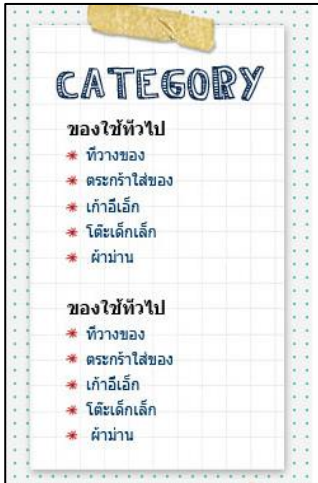 CATEGORY
ของใช้ทั่วไป
ที่วางของ
ตระกร้าใส่ของ
เก้าอี้เอ็ก
โต๊ะเด็กเล็ก
ผ้าม่าน
ของใช้ทั่วไป
ที่วางของ
ตระกร้าใส่ของ
เก้าอี้เอ็ก
โต๊ะเด็กเล็ก
ผ้าม่าน